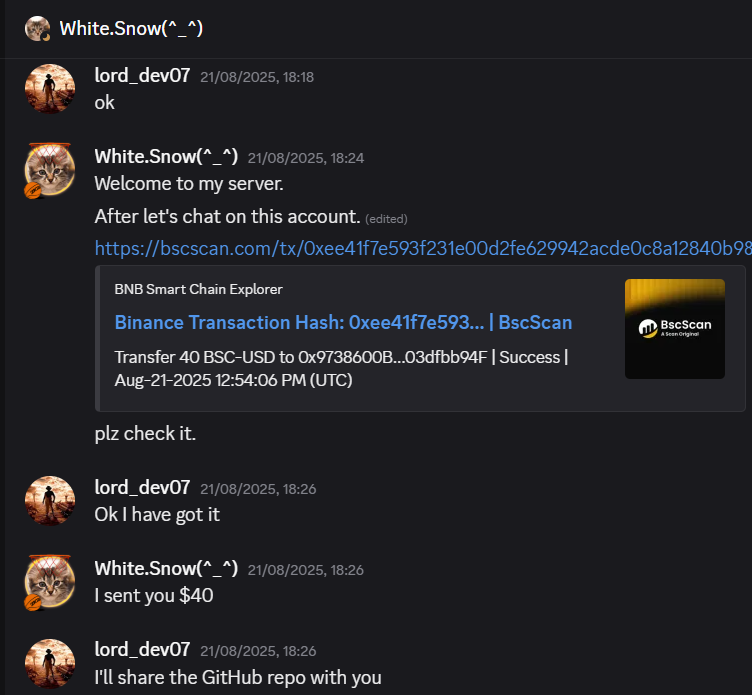 White.Snow(^_^)
lord_dev07 21/08/2025, 18:18
ok
White.Snow(^_^) 21/08/2025, 18:24
Welcome to my server.
After let's chat on this account. (edited)
https://bscscan.com/tx/0xee41f7e593f231e00d2fe629942acde0c8a12840b98
BNB Smart Chain Explorer
Binance Transaction Hash: 0xee41f7e593... | BscScan
BscScan
A Scan Original
Transfer 40 BSC-USD to 0x9738600B...03dfbb94F | Success |
Aug-21-2025 12:54:06 PM (UTC)
plz check it.
lord_dev07 21/08/2025, 18:26
Ok I have got it
White.Snow(^_^) 21/08/2025, 18:26
I sent you $40
lord_dev07 21/08/2025, 18:26
I'll share the GitHub repo with you